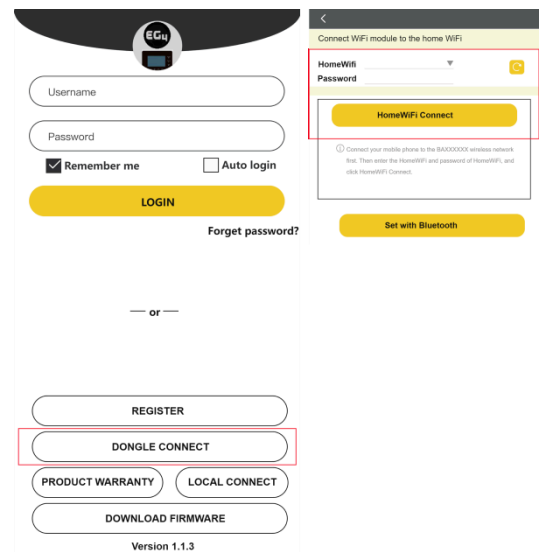 EG4
Username
Password
Remember me
Auto login
LOGIN
Forget password?
or
REGISTER
DONGLE CONNECT
PRODUCT WARRANTY
LOCAL CONNECT
DOWNLOAD FIRMWARE
Version 1.1.3
Connect WiFi module to the home WiFi
HomeWifi
Password
HomeWiFi Connect
Connect your mobile phone to the BAXXXXXX wireless network
first. Then enter the HomeWiFi and password of HomeWiFi, and
click HomeWiFi Connect.
Set with Bluetooth